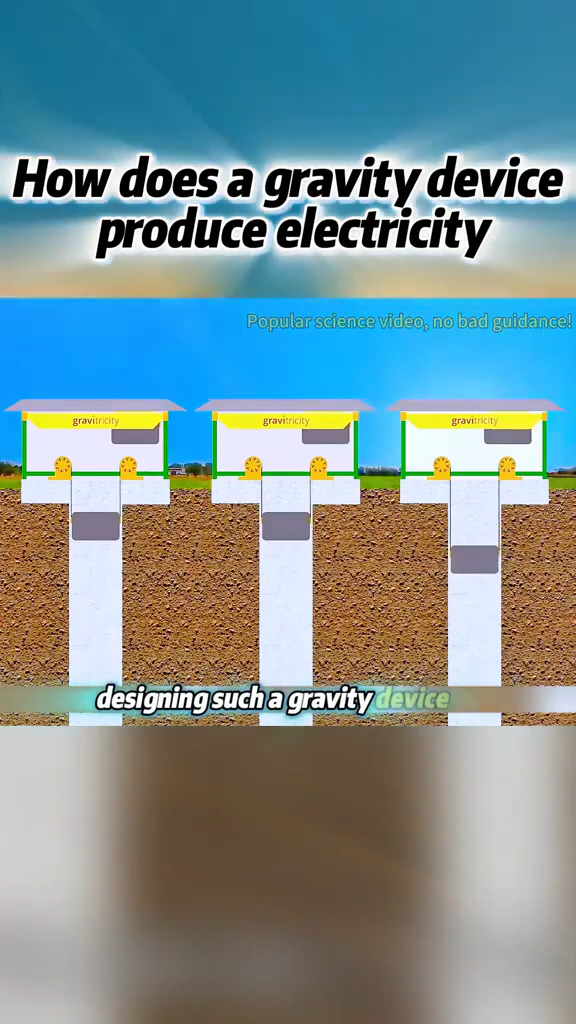 How does a gravity device
produce electricity
Popular science video, no bad guidance!
gravitricity
gravitricity
gravitricity
designing such a gravity device